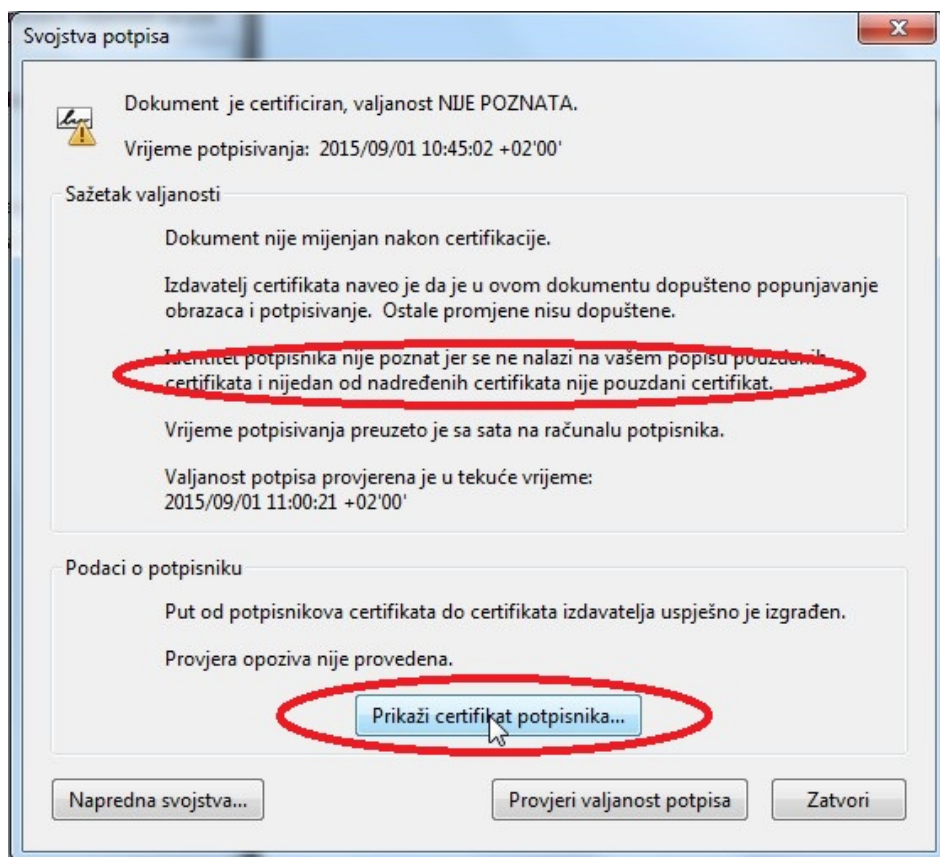 Svojstva potpisa
Dokument je certificiran, valjanost NIJE POZNATA.
Vrijeme potpisivanja: 2015/09/01 10:45:02 +02'00'
Sažetak valjanosti
Dokument nije mijenjan nakon certifikacije.
Izdavatelj certifikata naveo je da je u ovom dokumentu dopušteno popunjavanje
obrazaca i potpisivanje. Ostale promjene nisu dopuštene.
Identitet potpisnika nije poznat jer se ne nalazi na vašem popisu pouzdanih
certifikata i nijedan od nadređenih certifikata nije pouzdani certifikat.
Vrijeme potpisivanja preuzeto je sa sata na računalu potpisnika.
Valjanost potpisa provjerena je u tekuće vrijeme:
2015/09/01 11:00:21 +02'00'
Podaci o potpisniku
Put od potpisnikova certifikata do certifikata izdavatelja uspješno je izgrađen.
Provjera opoziva nije provedena.
Prikaži certifikat potpisnika...
Napredna svojstva...
Provjeri valjanost potpisa
Zatvori